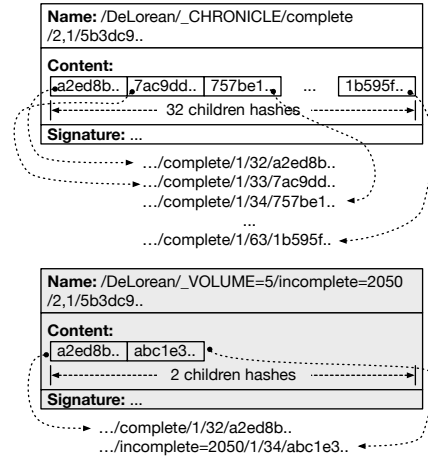 Name: /DeLorean/_CHRONICLE/complete
/2,1/5b3dc9..
Content:
a2ed8b.. 7ac9dd.. 757be1.. ... 1b595f..
32 children hashes
Signature: ...
.../complete/1/32/a2ed8b..
.../complete/1/33/7ac9dd..
.../complete/1/34/757be1..
...
.../complete/1/63/1b595f..
Name: /DeLorean/_VOLUME=5/incomplete=2050
/2,1/5b3dc9..
Content:
a2ed8b.. abc1e3..
2 children hashes
Signature: ...
.../complete/1/32/a2ed8b..
.../incomplete=2050/1/34/abc1e3..